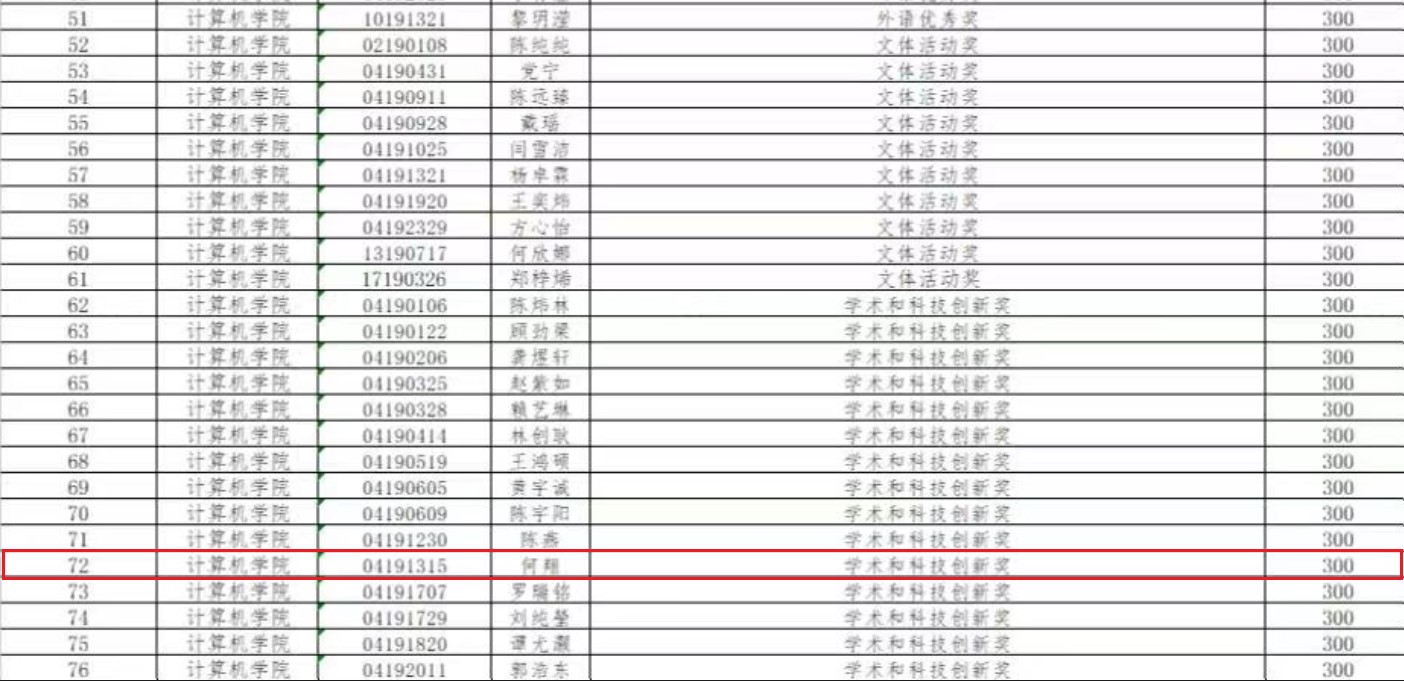 51 计算机学院 10191321 黎玥滢 外语优秀奖 300
52 计算机学院 02190108 陈纯纯 文体活动奖 300
53 计算机学院 04190431 党宁 文体活动奖 300
54 计算机学院 04190911 陈远臻 文体活动奖 300
55 计算机学院 04190928 戴瑶 文体活动奖 300
56 计算机学院 04191025 闫雪洁 文体活动奖 300
57 计算机学院 04191321 杨卓霖 文体活动奖 300
58 计算机学院 04191920 王奕炜 文体活动奖 300
59 计算机学院 04192329 方心怡 文体活动奖 300
60 计算机学院 13190717 何欣娜 文体活动奖 300
61 计算机学院 17190326 郑梓烯 文体活动奖 300
62 计算机学院 04190106 陈炜林 学术和科技创新奖 300
63 计算机学院 04190122 顾劲梁 学术和科技创新奖 300
64 计算机学院 04190206 龚煜轩 学术和科技创新奖 300
65 计算机学院 04190325 赵紫如 学术和科技创新奖 300
66 计算机学院 04190328 赖艺琳 学术和科技创新奖 300
67 计算机学院 04190414 林创耿 学术和科技创新奖 300
68 计算机学院 04190519 王鸿硕 学术和科技创新奖 300
69 计算机学院 04190605 黄宇诚 学术和科技创新奖 300
70 计算机学院 04190609 陈宇阳 学术和科技创新奖 300
71 计算机学院 04191230 陈燕 学术和科技创新奖 300
72 计算机学院 04191315 何翔 学术和科技创新奖 300
73 计算机学院 04191707 罗瑞铭 学术和科技创新奖 300
74 计算机学院 04191729 刘纯莹 学术和科技创新奖 300
75 计算机学院 04191820 谭尤灏 学术和科技创新奖 300
76 计算机学院 04192011 郭浩东 学术和科技创新奖 300